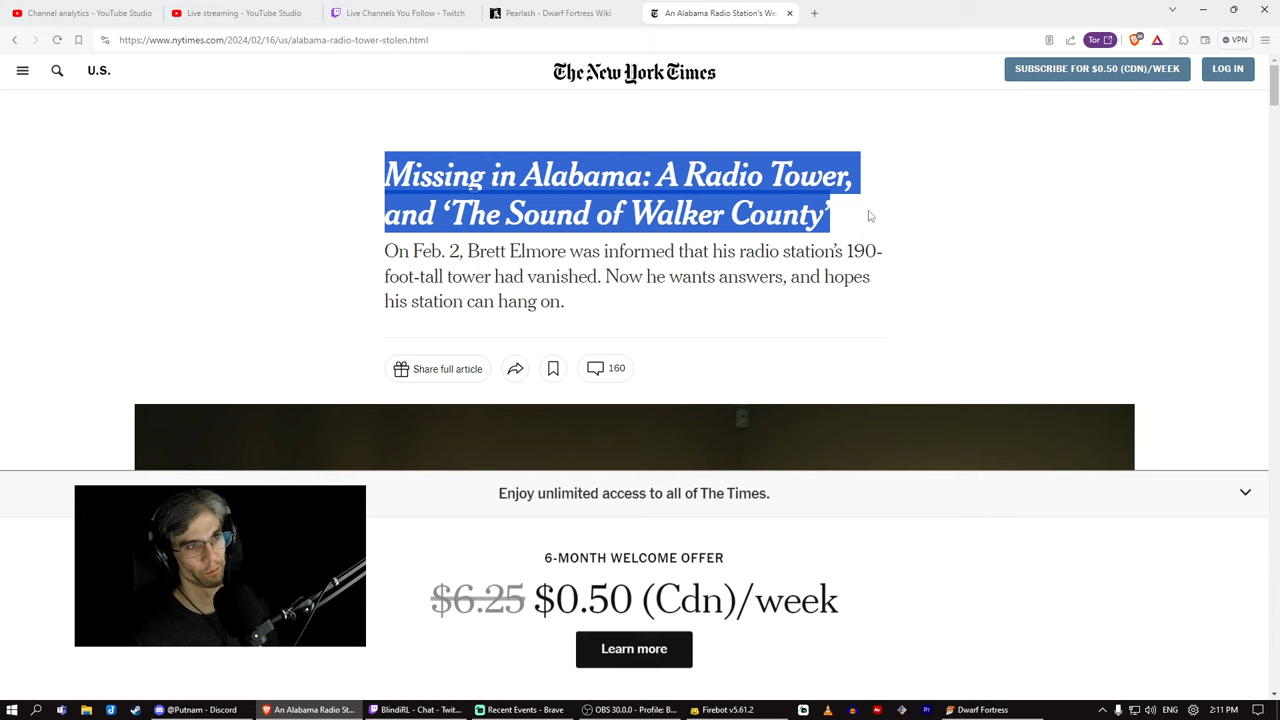 Channel analytics - YouTube Studio
Live streaming - YouTube Studio
Live Channels You Follow - Twitch
Pearlash - Dwarf Fortress Wiki
An Alabama Radio Station's We
https://www.nytimes.com/2024/02/16/us/alabama-radio-tower-stolen.html
Tor
VPN
U.S.
The New York Times
SUBSCRIBE FOR $0.50 (CDN)/WEEK
LOG IN
Missing in Alabama: A Radio Tower,
and ‘The Sound of Walker County’
On Feb. 2, Brett Elmore was informed that his radio station’s 190-
foot-tall tower had vanished. Now he wants answers, and hopes
his station can hang on.
Share full article
160
Enjoy unlimited access to all of The Times.
6-MONTH WELCOME OFFER
$6.25 $0.50 (Cdn)/week
Learn more
@Putnam - Discord
An Alabama Radio St...
BlindiRL - Chat - Twit...
Recent Events - Brave
OBS 30.0.0 - Profile: B...
Firebot v5.61.2
Dwarf Fortress
ENG
2:11 PM